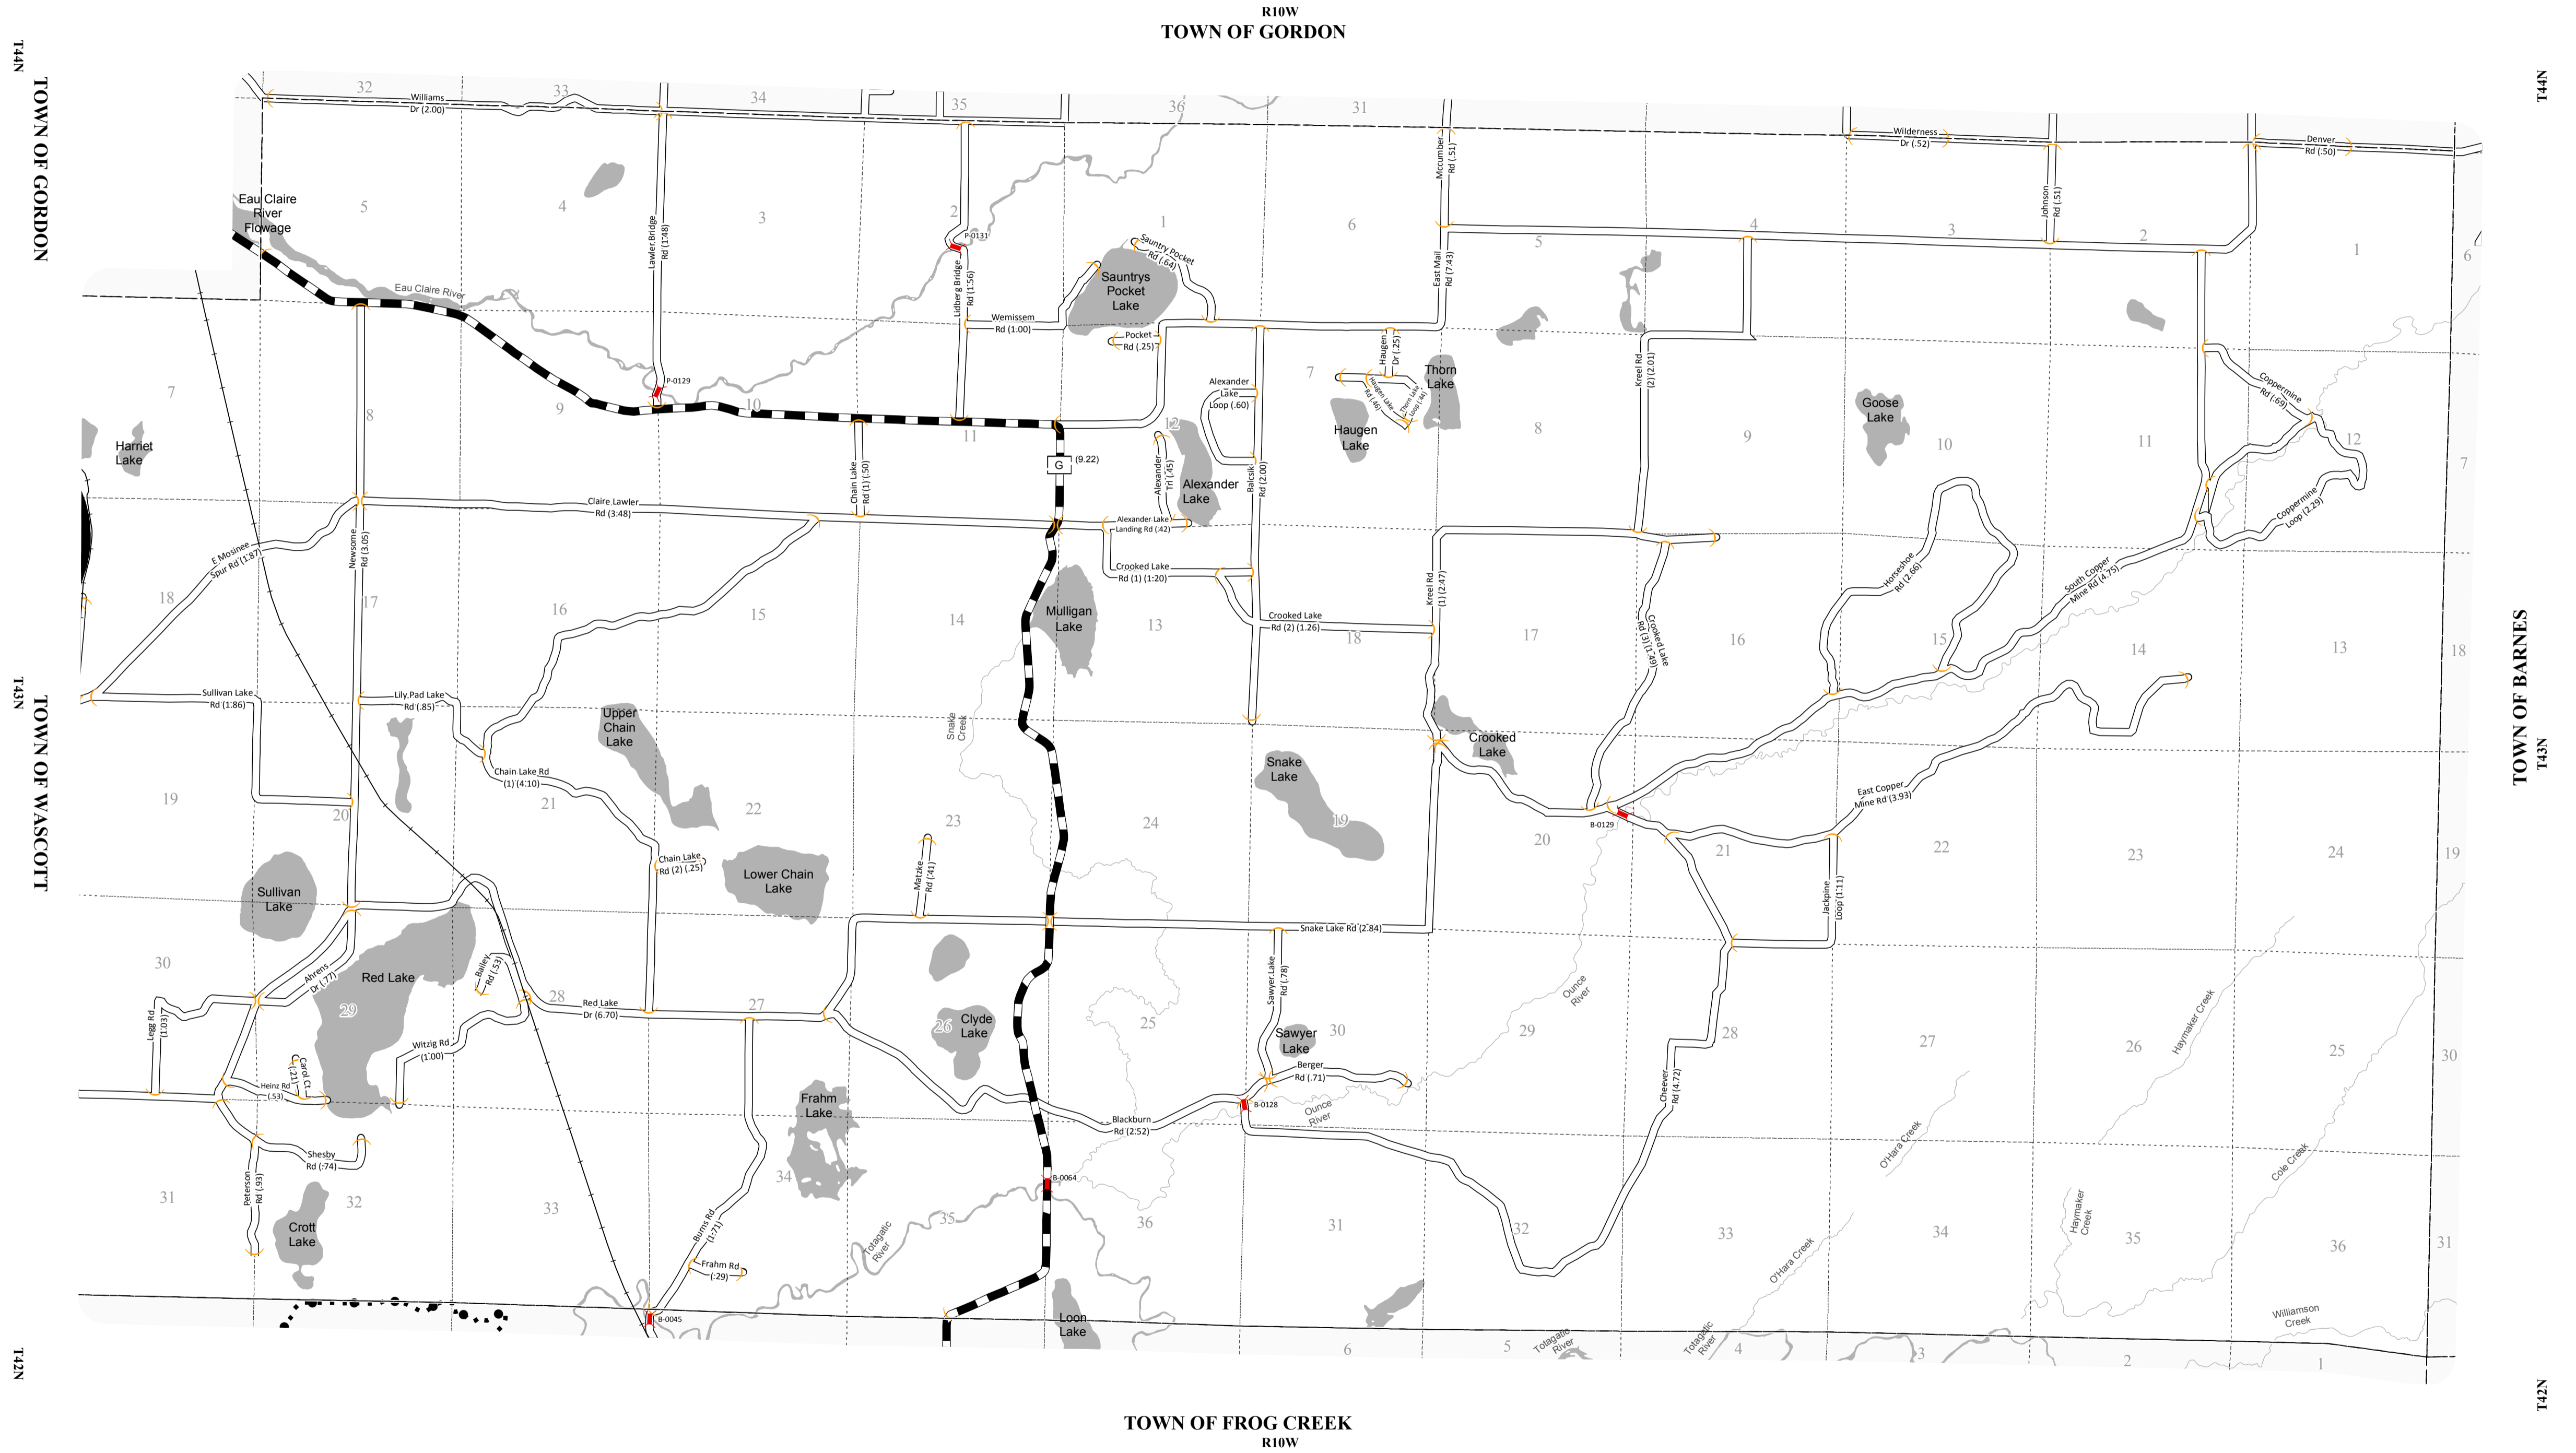 R10W
TOWN OF GORDON
T44N
T44N
TOWN OF GORDON
32
33
34
35
36
31
Williams
Dr (2.00)
Wilderness
Dr (.52)
Denver
Rd (.50)
Mccumber
Rd (.51)
Johnson
Rd (.51)
Eau Claire
River
Flowage
5
4
3
2
1
6
5
4
3
2
1
6
Lawler Bridge
Rd (1.48)
P-0131
Lidberg Bridge
Rd (1.56)
Sauntry Pocket
Rd (.64)
Sauntrys
Pocket
Lake
East Mail
Rd (7.43)
Eau Claire River
Wemissem
Rd (1.00)
Pocket
Rd (.25)
Haugen
Dr (.25)
Haugen Lake
Rd (.46)
Thorn Lake
Loop (.44)
Thorn
Lake
Kreel Rd
(2) (2.01)
Coppermine
Rd (.69)
P-0129
7
8
9
10
11
12
7
8
9
10
11
12
7
Alexander
Lake
Loop (.60)
Haugen
Lake
Goose
Lake
Harriet
Lake
G
(9.22)
Chain Lake
Rd (1) (.50)
Alexander
Trl (.45)
Alexander
Lake
Balcsik
Rd (2.00)
Claire Lawler
Rd (3.48)
Alexander Lake
Landing Rd (.42)
Coppermine
Loop (2.29)
E Mosinee
Spur Rd (1.87)
Newsome
Rd (3.05)
Crooked Lake
Rd (1) (1.20)
Kreel Rd
(1) (2.47)
Horseshoe
Rd (2.66)
South Copper
Mine Rd (4.75)
18
17
16
15
14
13
18
17
16
15
14
13
18
Mulligan
Lake
Crooked Lake
Rd (2) (1.26)
Crooked Lake
Rd (3) (1.49)
T43N
TOWN OF WASCOTT
TOWN OF BARNES
T43N
Sullivan Lake
Rd (1.86)
Lily Pad Lake
Rd (.85)
Upper
Chain
Lake
Snake
Creek
Crooked
Lake
Snake
Lake
Chain Lake Rd
(1) (4.10)
19
20
21
22
23
24
19
20
21
22
23
24
19
East Copper
Mine Rd (3.93)
B-0129
Chain Lake
Rd (2) (.25)
Lower Chain
Lake
Matzke
Rd (.41)
Jackpine
Loop (1.11)
Sullivan
Lake
Snake Lake Rd (2.84)
Ahrens
Dr (.77)
Red Lake
Bailey
Rd (.53)
Sawyer Lake
Rd (.78)
Ounce
River
30
29
28
27
26
25
30
29
28
27
26
25
30
Legg Rd
(1.03)
Red Lake
Dr (6.70)
Clyde
Lake
Sawyer
Lake
Haymaker Creek
Witzig Rd
(1.00)
Carol Ct
(.21)
Heinz Rd
(.53)
Berger
Rd (.71)
Cheever
Rd (4.72)
Frahm
Lake
B-0128
Ounce
River
Blackburn
Rd (2.52)
O'Hara Creek
Cole Creek
Shesby
Rd (.74)
Peterson
Rd (.93)
B-0064
31
32
33
34
35
36
31
32
33
34
35
36
31
Crott
Lake
Burns Rd
(1.71)
Totagatic
River
Haymaker
Creek
Frahm Rd
(.29)
O'Hara Creek
B-0045
Loon
Lake
Williamson
Creek
Totagatic
River
Totagatic
River
6
5
4
3
2
1
T42N
T42N
TOWN OF FROG CREEK
R10W